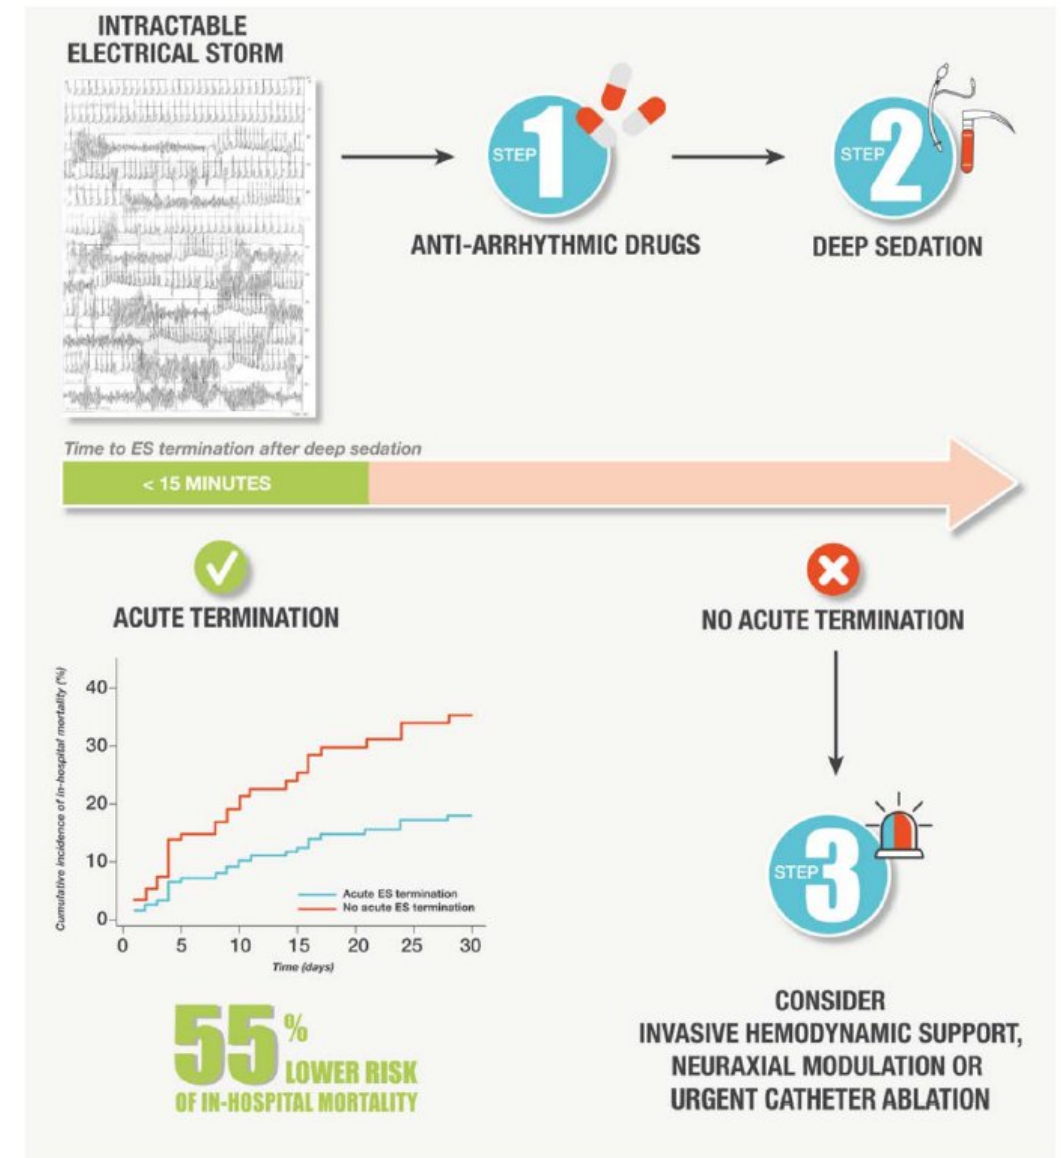 INTRACTABLE
ELECTRICAL STORM
STEP 1
ANTI-ARRHYTHMIC DRUGS
STEP 2
DEEP SEDATION
Time to ES termination after deep sedation
< 15 MINUTES
ACUTE TERMINATION
NO ACUTE TERMINATION
Cumulative incidence of in-hospital mortality (%)
40
30
20
10
0
Acute ES termination
No acute ES termination
0 5 10 15 20 25 30
Time (days)
55%
LOWER RISK
OF IN-HOSPITAL MORTALITY
STEP 3
CONSIDER
INVASIVE HEMODYNAMIC SUPPORT,
NEURAXIAL MODULATION OR
URGENT CATHETER ABLATION